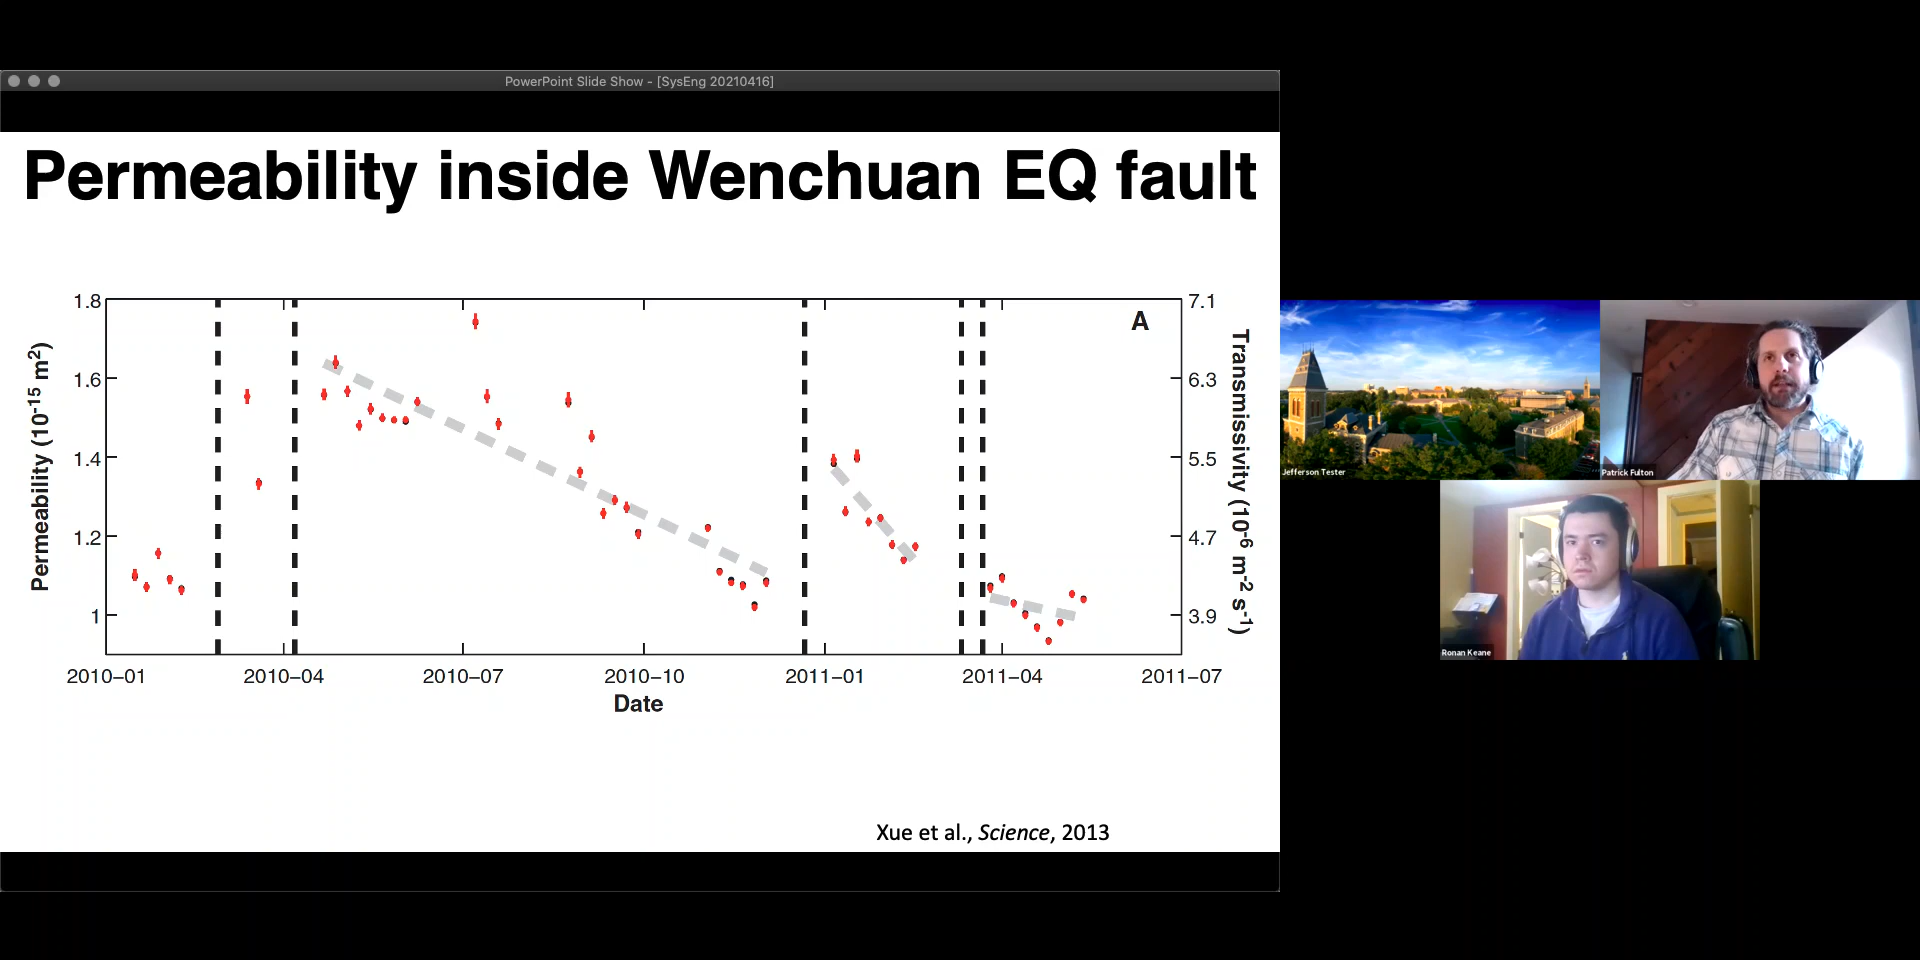 PowerPoint Slide Show - [SysEng 20210416]
Permeability inside Wenchuan EQ fault
A
Permeability (10-15 m2)
1.8
1.6
1.4
1.2
1
7.1
6.3
5.5
4.7
3.9
Transmissivity (10-6 m-2 s-1)
2010–01
2010–04
2010–07
2010–10
2011–01
2011–04
2011–07
Date
Xue et al., Science, 2013
Jefferson Tester
Patrick Fulton
Ronan Keane